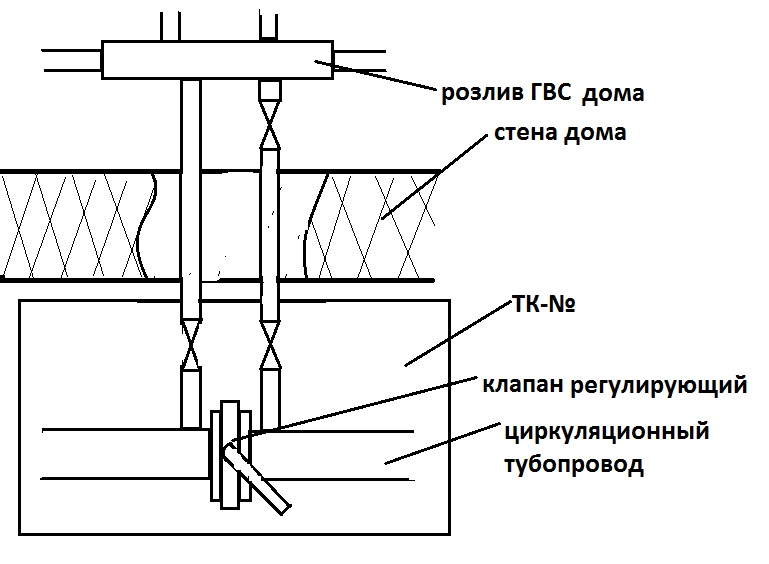 розлив ГВС дома
стена дома
ТК-№
клапан регулирующий
циркуляционный
тубопровод